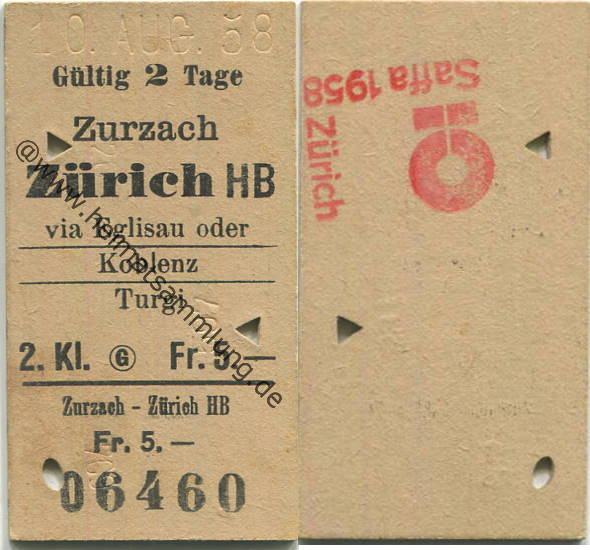 10. AUG. 58
Gültig 2 Tage
Zurzach
Zürich HB
via Eglisau oder
Koblenz
Turgi
2. Kl. G Fr. 5.—
Zurzach - Zürich HB
Fr. 5.—
06460
@www.heimatsammlung.de
Saffa 1958 Zürich